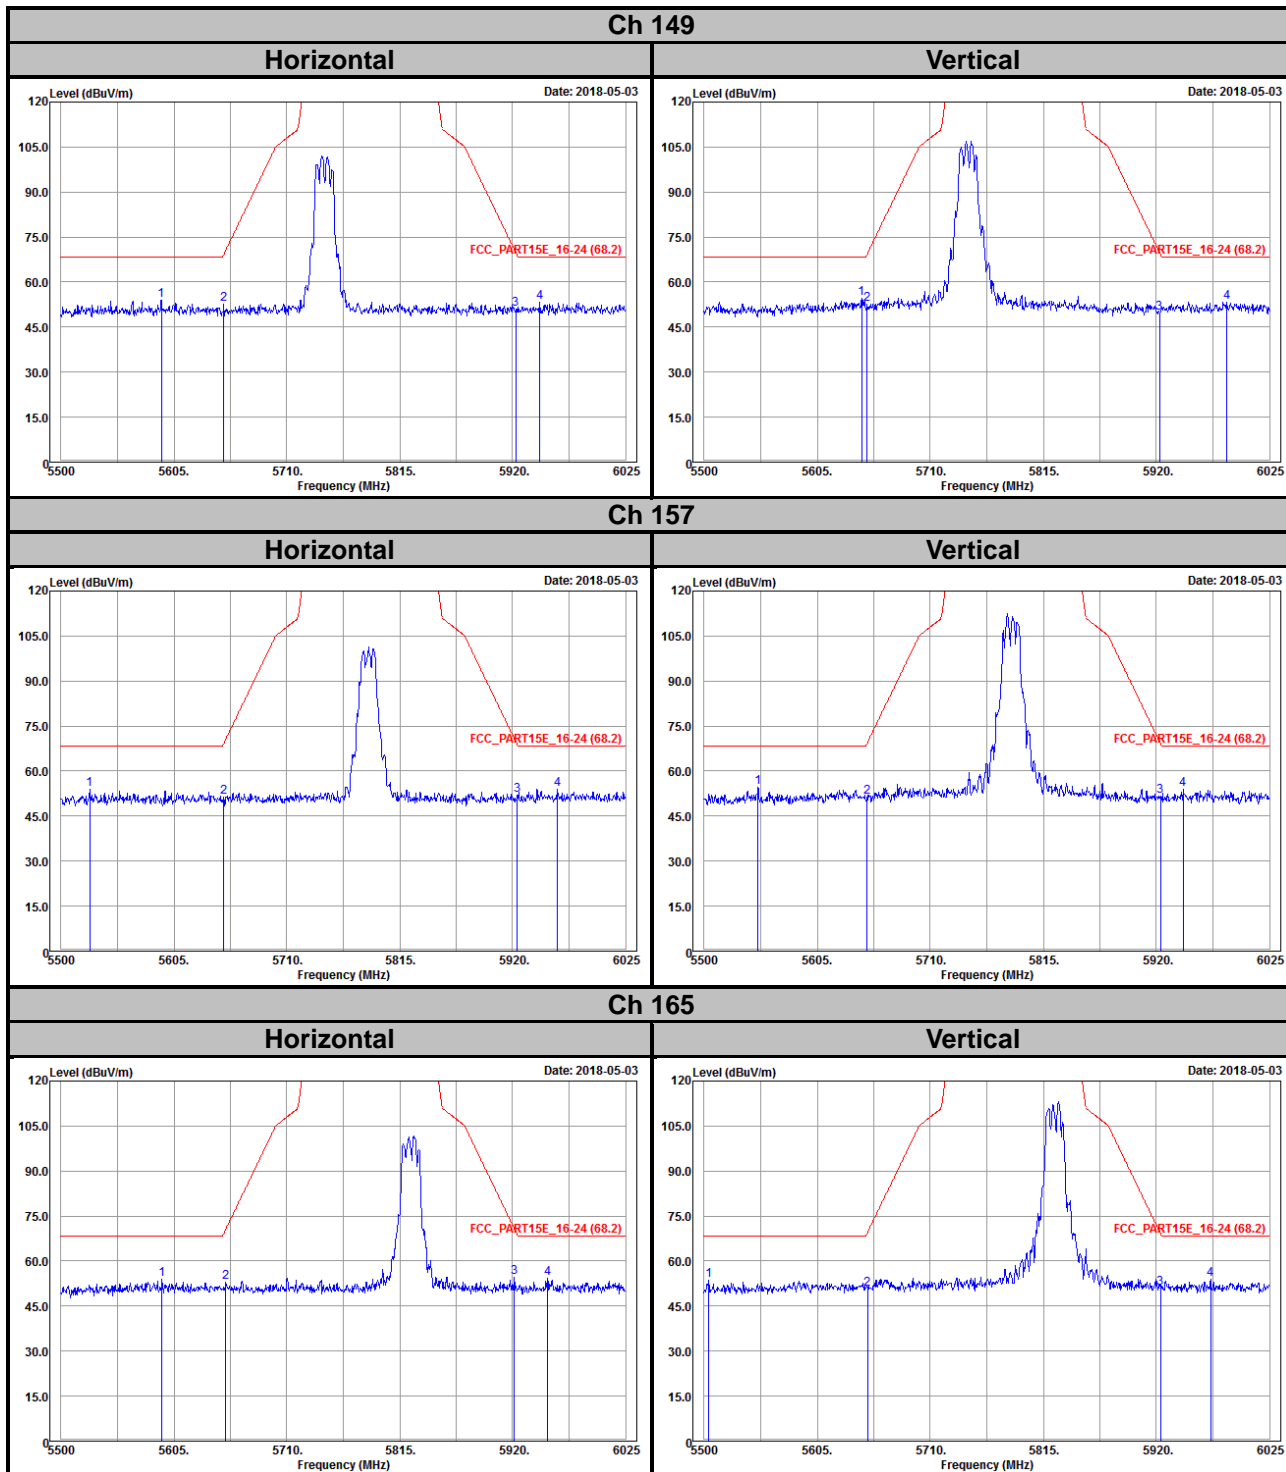 Ch 149
Horizontal Vertical
Level (dBuV/m) Date: 2018-05-03
120
105.0
90.0
75.0
FCC_PART15E_16-24 (68.2)
60.0
1 2 3 4
45.0
30.0
15.0
0
5500 5605. 5710. 5815. 5920. 6025
Frequency (MHz)
Level (dBuV/m) Date: 2018-05-03
120
105.0
90.0
75.0
FCC_PART15E_16-24 (68.2)
60.0
1 2 3 4
45.0
30.0
15.0
0
5500 5605. 5710. 5815. 5920. 6025
Frequency (MHz)
Ch 157
Horizontal Vertical
Level (dBuV/m) Date: 2018-05-03
120
105.0
90.0
75.0
FCC_PART15E_16-24 (68.2)
60.0
1 2 3 4
45.0
30.0
15.0
0
5500 5605. 5710. 5815. 5920. 6025
Frequency (MHz)
Level (dBuV/m) Date: 2018-05-03
120
105.0
90.0
75.0
FCC_PART15E_16-24 (68.2)
60.0
1 2 3 4
45.0
30.0
15.0
0
5500 5605. 5710. 5815. 5920. 6025
Frequency (MHz)
Ch 165
Horizontal Vertical
Level (dBuV/m) Date: 2018-05-03
120
105.0
90.0
75.0
FCC_PART15E_16-24 (68.2)
60.0
1 2 3 4
45.0
30.0
15.0
0
5500 5605. 5710. 5815. 5920. 6025
Frequency (MHz)
Level (dBuV/m) Date: 2018-05-03
120
105.0
90.0
75.0
FCC_PART15E_16-24 (68.2)
60.0
1 2 3 4
45.0
30.0
15.0
0
5500 5605. 5710. 5815. 5920. 6025
Frequency (MHz)